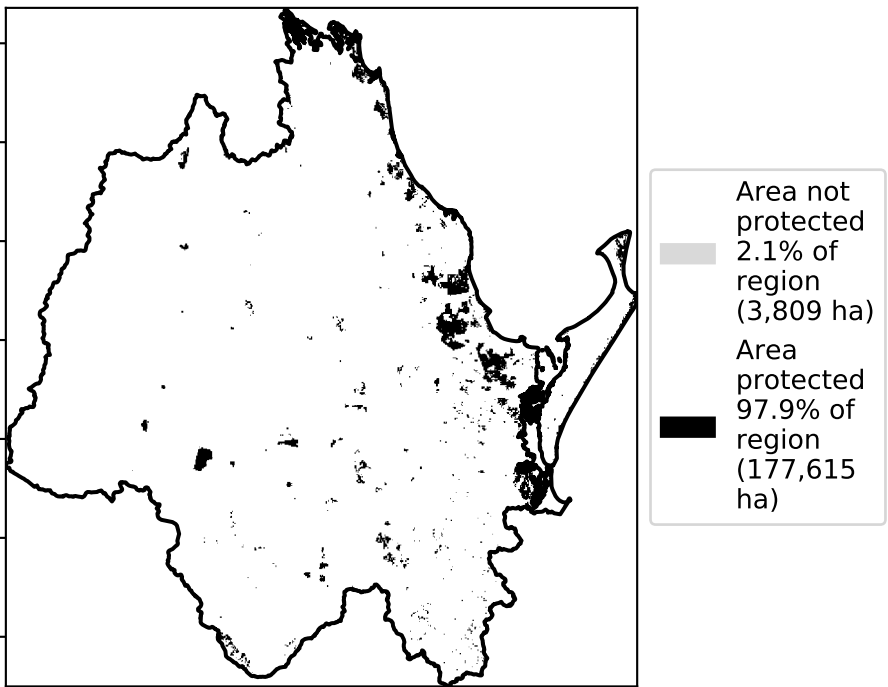 Area not
protected
2.1% of
region
(3,809 ha)
Area
protected
97.9% of
region
(177,615
ha)